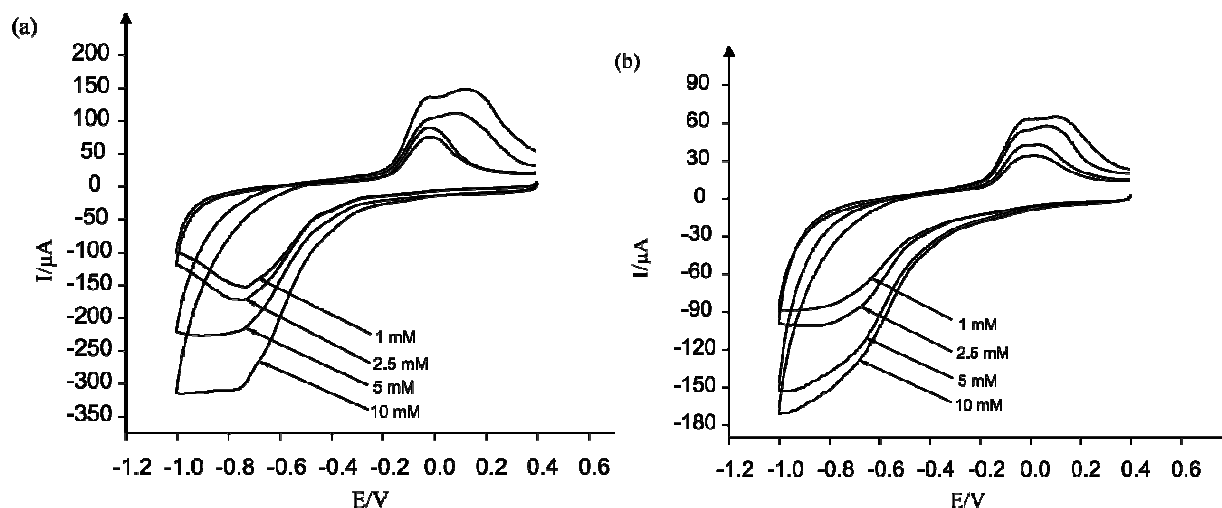 (a)
200
150
100
50
0
-50
-100
-150
-200
-250
-300
-350
I/µA
1 mM
2.5 mM
5 mM
10 mM
-1.2 -1.0 -0.8 -0.6 -0.4 -0.2 0.0 0.2 0.4 0.6
E/V
(b)
90
60
30
0
-30
-60
-90
-120
-150
-180
I/µA
1 mM
2.5 mM
5 mM
10 mM
-1.2 -1.0 -0.8 -0.6 -0.4 -0.2 0.0 0.2 0.4 0.6
E/V